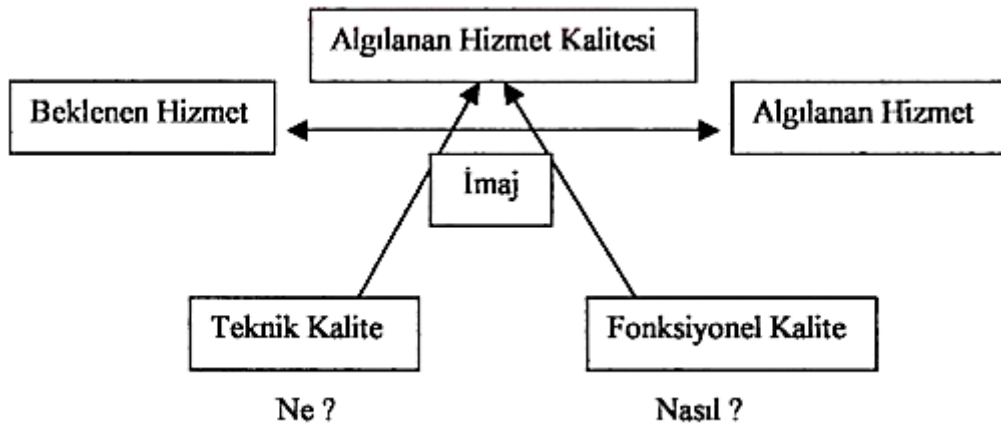 Algılanan Hizmet Kalitesi
Beklenen Hizmet
Algılanan Hizmet
İmaj
Teknik Kalite
Fonksiyonel Kalite
Ne ?
Nasıl ?